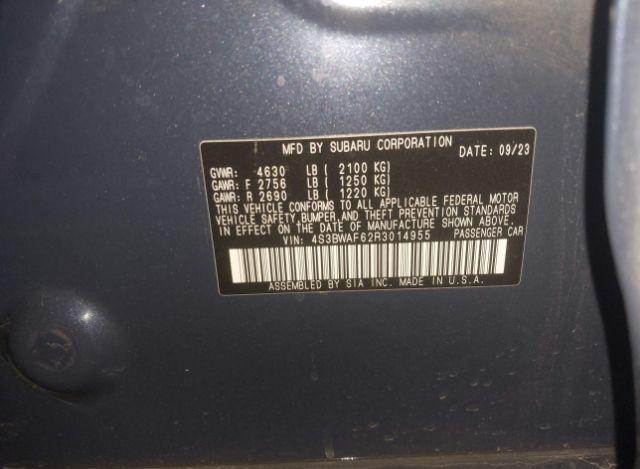 MFD BY SUBARU CORPORATION DATE: 09/23
GVWR: 4630 LB ( 2100 KG)
GAWR: F 2756 LB ( 1250 KG)
GAWR: R 2690 LB ( 1220 KG)
THIS VEHICLE CONFORMS TO ALL APPLICABLE FEDERAL MOTOR
VEHICLE SAFETY, BUMPER, AND THEFT PREVENTION STANDARDS
IN EFFECT ON THE DATE OF MANUFACTURE SHOWN ABOVE.
VIN: 4S3BWAF62R3014955 PASSENGER CAR
ASSEMBLED BY SIA INC. MADE IN U.S.A.